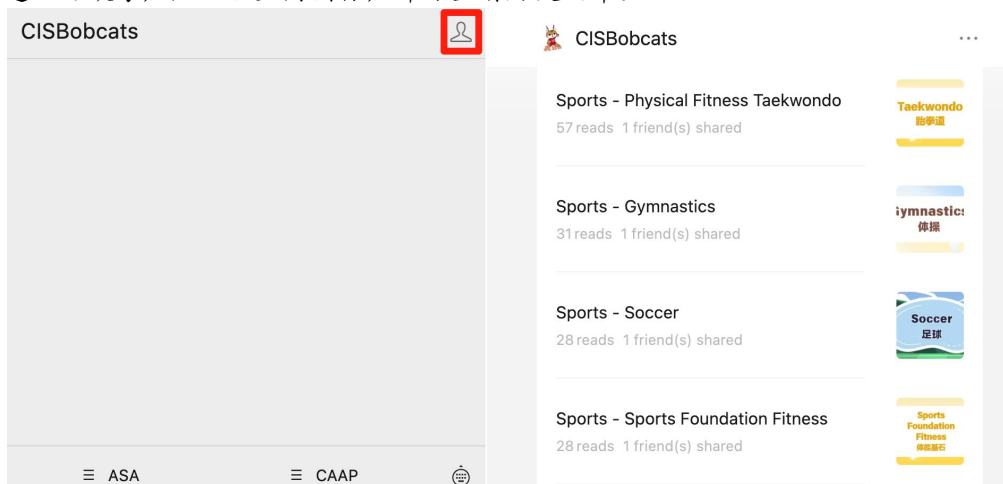 CISBobcats
≡ ASA
≡ CAAP
CISBobcats
Sports - Physical Fitness Taekwondo
57 reads 1 friend(s) shared
Taekwondo
跆拳道
Sports - Gymnastics
31 reads 1 friend(s) shared
体操
Sports - Soccer
28 reads 1 friend(s) shared
Soccer
足球
Sports - Sports Foundation Fitness
28 reads 1 friend(s) shared
Sports
Foundation
Fitness
体能基石